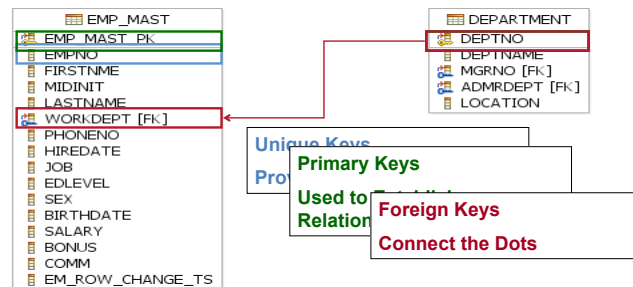 EMP_MAST
EMP_MAST_PK
EMPNO
FIRSTNME
MIDINIT
LASTNAME
WORKDEPT [FK]
PHONENO
HIREDATE
JOB
EDLEVEL
SEX
BIRTHDATE
SALARY
BONUS
COMM
EM_ROW_CHANGE_TS
DEPARTMENT
DEPTNO
DEPTNAME
MGRNO [FK]
ADMRDEPT [FK]
LOCATION
Unique Keys
Primary Keys
Used to
Foreign Keys
Connect the Dots